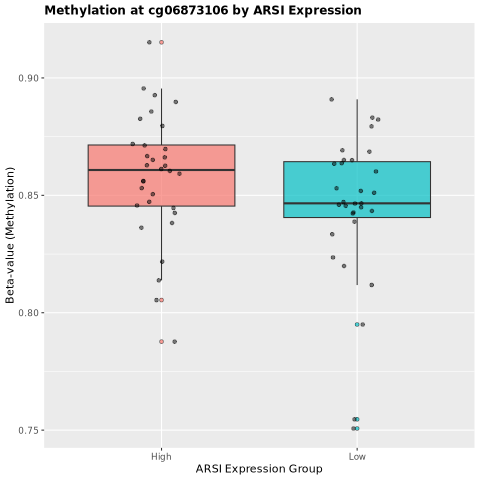 Methylation at cg06873106 by ARSI Expression
Beta-value (Methylation)
0.90
0.85
0.80
0.75
High
Low
ARSI Expression Group